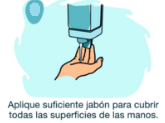 Aplique suficiente jabón para cubrir
todas las superficies de las manos.